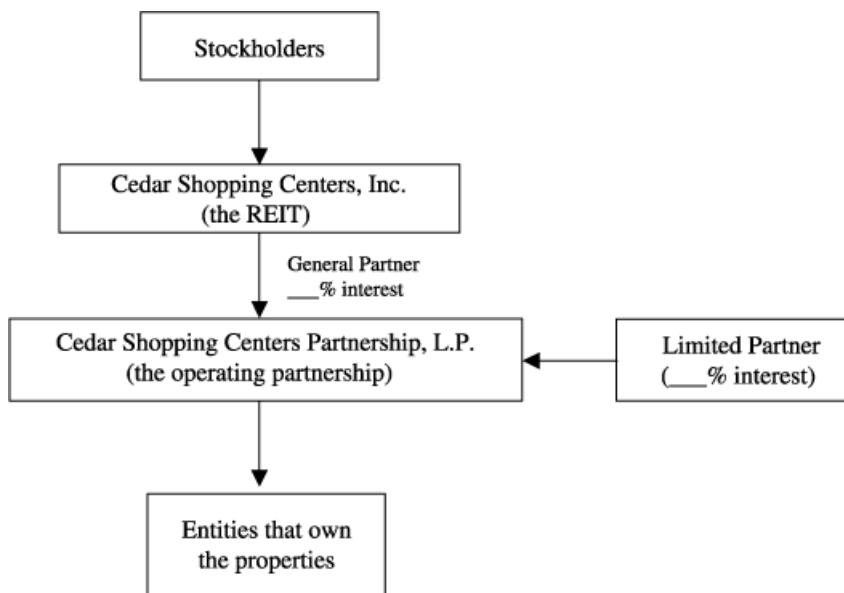 Stockholders
Cedar Shopping Centers, Inc.
(the REIT)
General Partner
___% interest
Cedar Shopping Centers Partnership, L.P.
(the operating partnership)
Limited Partner
(___% interest)
Entities that own
the properties